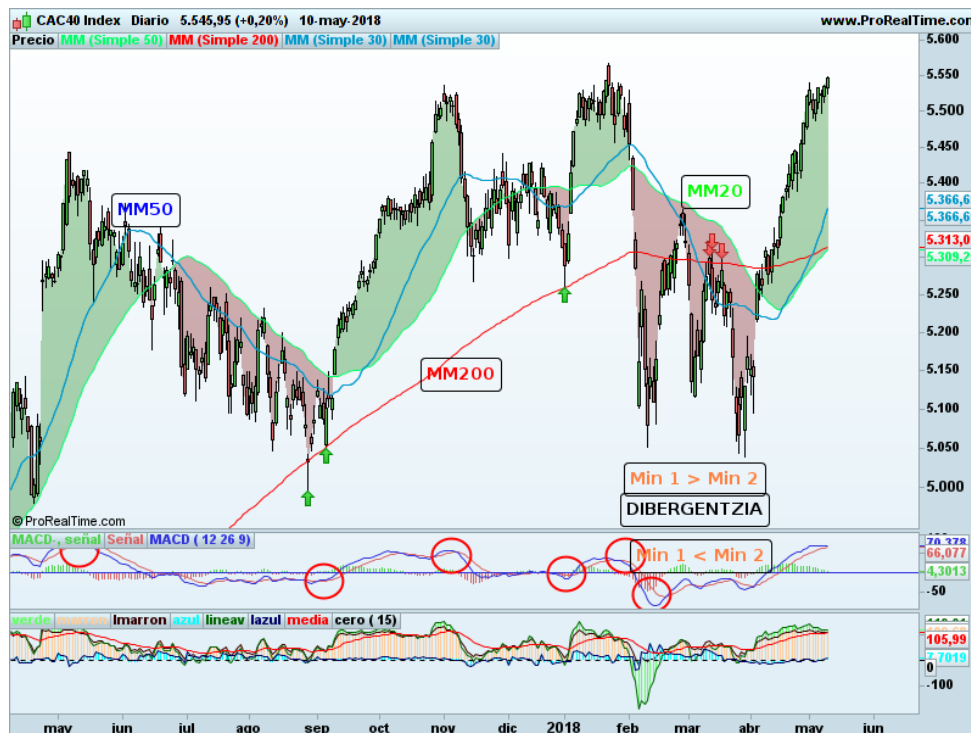 CAC40 Index Diario 5.545,95 (+0,20%) 10-may-2018 www.ProRealTime.com
Precio MM (Simple 50) MM (Simple 200) MM (Simple 30) MM (Simple 30)
5.600
5.550
5.500
5.450
5.400
5.366,6
5.366,6
5.313,0
5.309,2
5.250
5.200
5.150
5.100
5.050
5.000
MM50
MM20
MM200
Min 1 > Min 2
DIBERGENTZIA
© ProRealTime.com
MACD-, señal Señal MACD ( 12 26 9)
Min 1 < Min 2
70,378
66,077
4,3013
-50
verde marron lmarron azul lineav lazul media cero ( 15)
105,99
7,7019
0
-100
may jun jul ago sep oct nov dic 2018 feb mar abr may jun